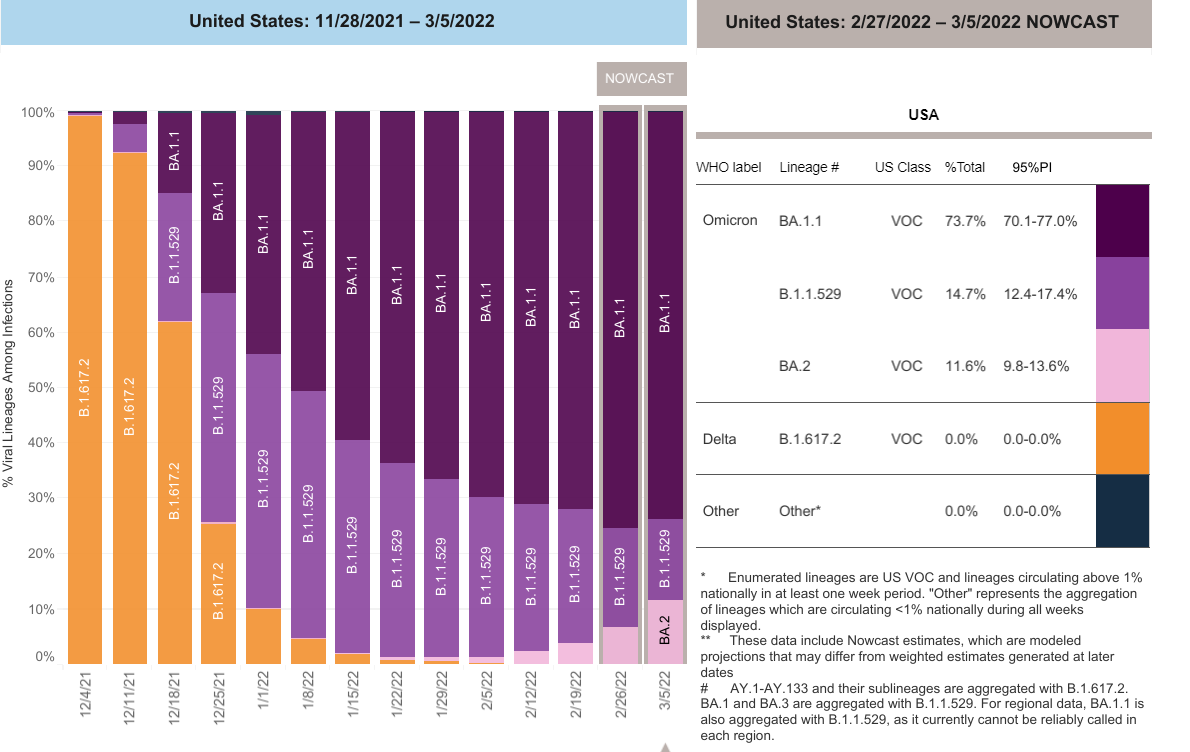 United States: 11/28/2021 – 3/5/2022
United States: 2/27/2022 – 3/5/2022 NOWCAST
NOWCAST
% Viral Lineages Among Infections
100%
90%
80%
70%
60%
50%
40%
30%
20%
10%
0%
B.1.617.2
B.1.617.2
BA.1.1
B.1.1.529
B.1.617.2
BA.1.1
B.1.1.529
B.1.617.2
BA.1.1
B.1.1.529
BA.1.1
B.1.1.529
BA.1.1
B.1.1.529
BA.1.1
B.1.1.529
BA.1.1
B.1.1.529
BA.1.1
B.1.1.529
BA.1.1
B.1.1.529
BA.1.1
B.1.1.529
BA.1.1
B.1.1.529
BA.1.1
B.1.1.529
BA.2
12/4/21
12/11/21
12/18/21
12/25/21
1/1/22
1/8/22
1/15/22
1/22/22
1/29/22
2/5/22
2/12/22
2/19/22
2/26/22
3/5/22
USA
WHO label Lineage # US Class %Total 95%PI
Omicron BA.1.1 VOC 73.7% 70.1-77.0%
B.1.1.529 VOC 14.7% 12.4-17.4%
BA.2 VOC 11.6% 9.8-13.6%
Delta B.1.617.2 VOC 0.0% 0.0-0.0%
Other Other* 0.0% 0.0-0.0%
* Enumerated lineages are US VOC and lineages circulating above 1%
nationally in at least one week period. "Other" represents the aggregation
of lineages which are circulating <1% nationally during all weeks
displayed.
** These data include Nowcast estimates, which are modeled
projections that may differ from weighted estimates generated at later
dates
# AY.1-AY.133 and their sublineages are aggregated with B.1.617.2.
BA.1 and BA.3 are aggregated with B.1.1.529. For regional data, BA.1.1 is
also aggregated with B.1.1.529, as it currently cannot be reliably called in
each region.